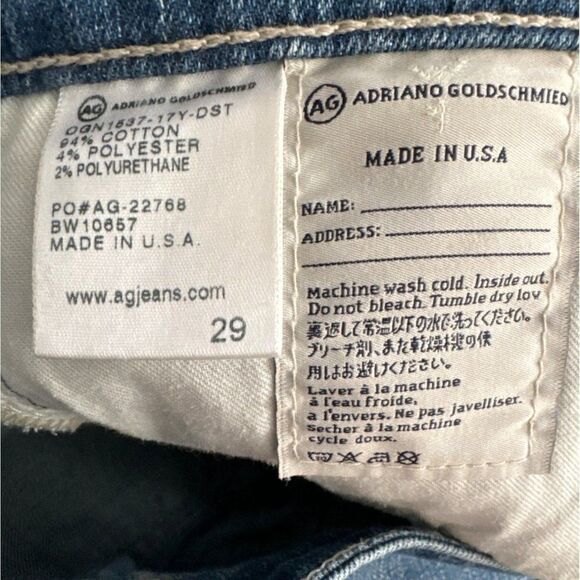 AG ADRIANO GOLDSCHMIED
DGN1537-17Y-DST
94% COTTON
4% POLYESTER
2% POLYURETHANE
PO#AG-22768
BW10657
MADE IN U.S.A.
www.agjeans.com
29
AG ADRIANO GOLDSCHMIED
MADE IN U.S.A
NAME:
ADDRESS:
Machine wash cold. Inside out.
Do not bleach. Tumble dry low
裏返して常温以下の水で洗ってください。
ブリーチ剤、また乾燥機の使
用はお避けください。
Laver à la machine
à l'eau froide,
a l'envers. Ne pas javelliser.
Secher à la machine
cycle doux.